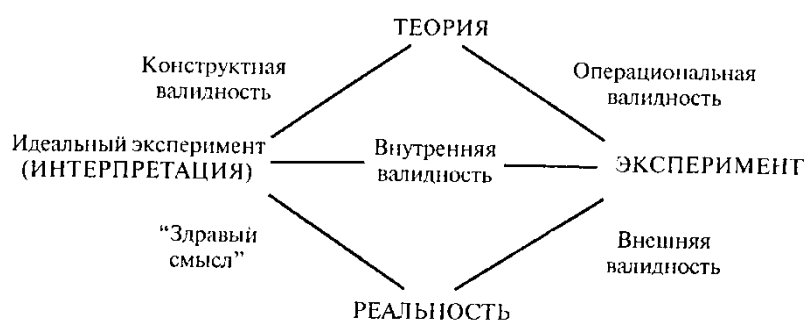 ТЕОРИЯ
Конструктная
валидность
Операциональная
валидность
Идеальный эксперимент
(ИНТЕРПРЕТАЦИЯ)
Внутренняя
валидность
ЭКСПЕРИМЕНТ
“Здравый
смысл”
Внешняя
валидность
РЕАЛЬНОСТЬ